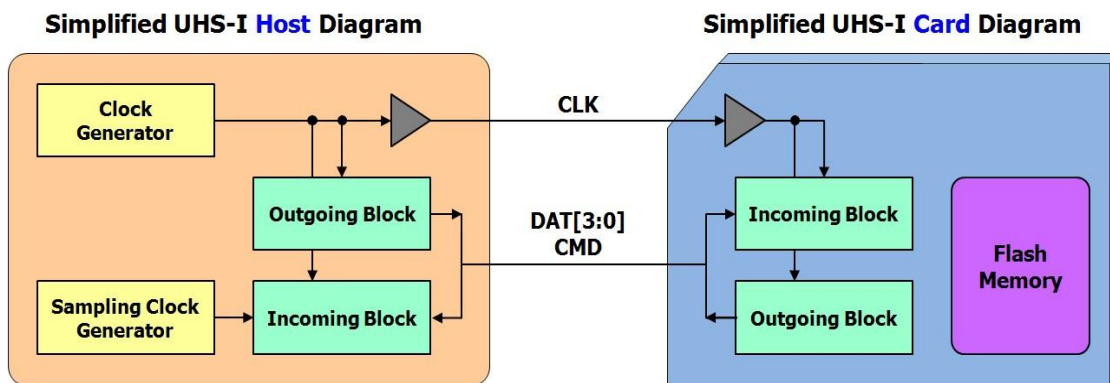 Simplified UHS-I Host Diagram
Simplified UHS-I Card Diagram
Clock
Generator
CLK
Outgoing Block
DAT[3:0]
CMD
Incoming Block
Flash
Memory
Sampling Clock
Generator
Incoming Block
Outgoing Block